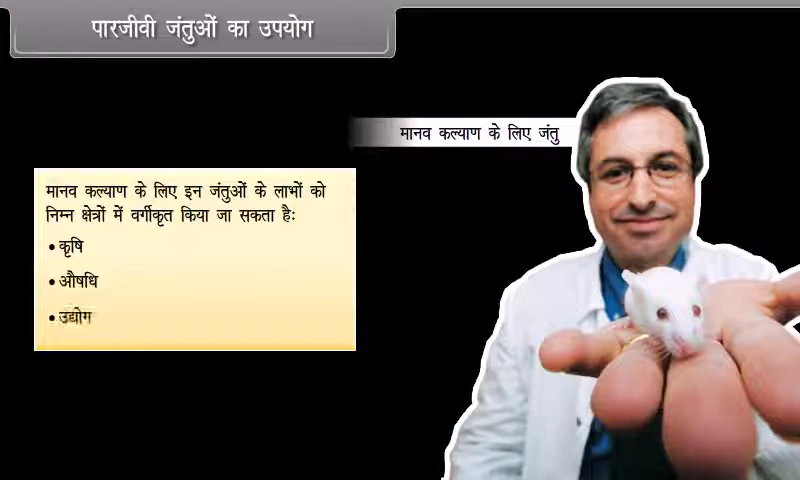 पारजीवी जंतुओं का उपयोग
मानव कल्याण के लिए जंतु
मानव कल्याण के लिए इन जंतुओं के लाभों को
निम्न क्षेत्रों में वर्गीकृत किया जा सकता है:
• कृषि
• औषधि
• उद्योग